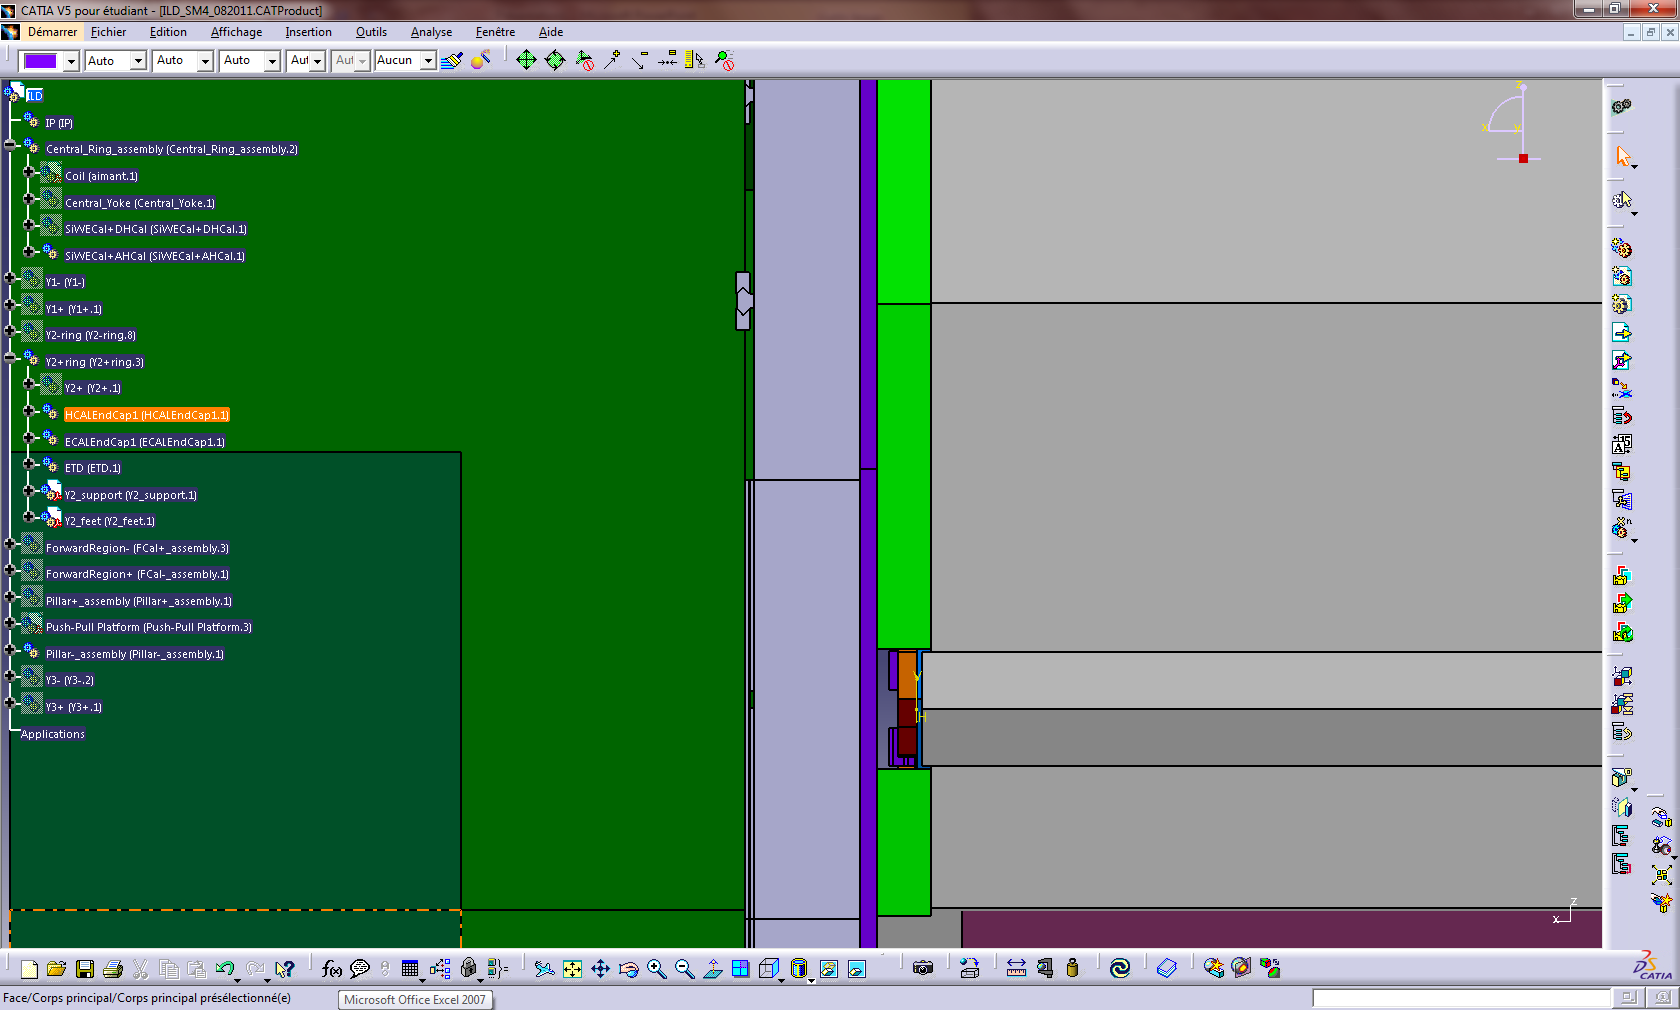 CATIA V5 pour étudiant - [ILD_SM4_082011.CATProduct]
Démarrer Fichier Edition Affichage Insertion Outils Analyse Fenêtre Aide
Auto Auto Auto Aut Aut Aucun
ILD
IP (IP)
Central_Ring_assembly (Central_Ring_assembly.2)
Coil (aimant.1)
Central_Yoke (Central_Yoke.1)
SiWECal+DHCal (SiWECal+DHCal.1)
SiWECal+AHCal (SiWECal+AHCal.1)
Y1- (Y1-)
Y1+ (Y1+.1)
Y2-ring (Y2-ring.8)
Y2+ring (Y2+ring.3)
Y2+ (Y2+.1)
HCALEndCap1 (HCALEndCap1.1)
ECALEndCap1 (ECALEndCap1.1)
ETD (ETD.1)
Y2_support (Y2_support.1)
Y2_feet (Y2_feet.1)
ForwardRegion- (FCal+_assembly.3)
ForwardRegion+ (FCal-_assembly.1)
Pillar+_assembly (Pillar+_assembly.1)
Push-Pull Platform (Push-Pull Platform.3)
Pillar-_assembly (Pillar-_assembly.1)
Y3- (Y3-.2)
Y3+ (Y3+.1)
Applications
z
x y
V
H
z
x
f(x)
CATIA
Face/Corps principal/Corps principal présélectionné(e)
Microsoft Office Excel 2007